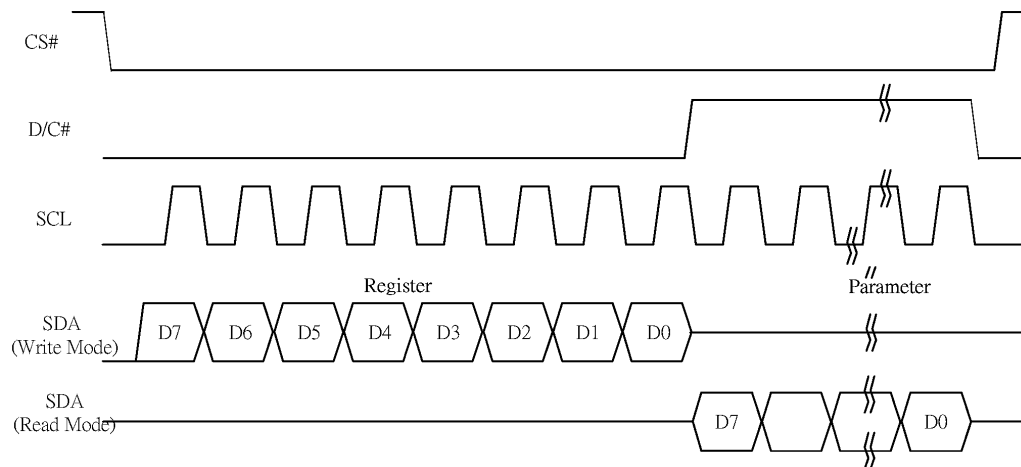 CS#
D/C#
SCL
Register
Parameter
SDA
(Write Mode)
D7 D6 D5 D4 D3 D2 D1 D0
SDA
(Read Mode)
D7 D0